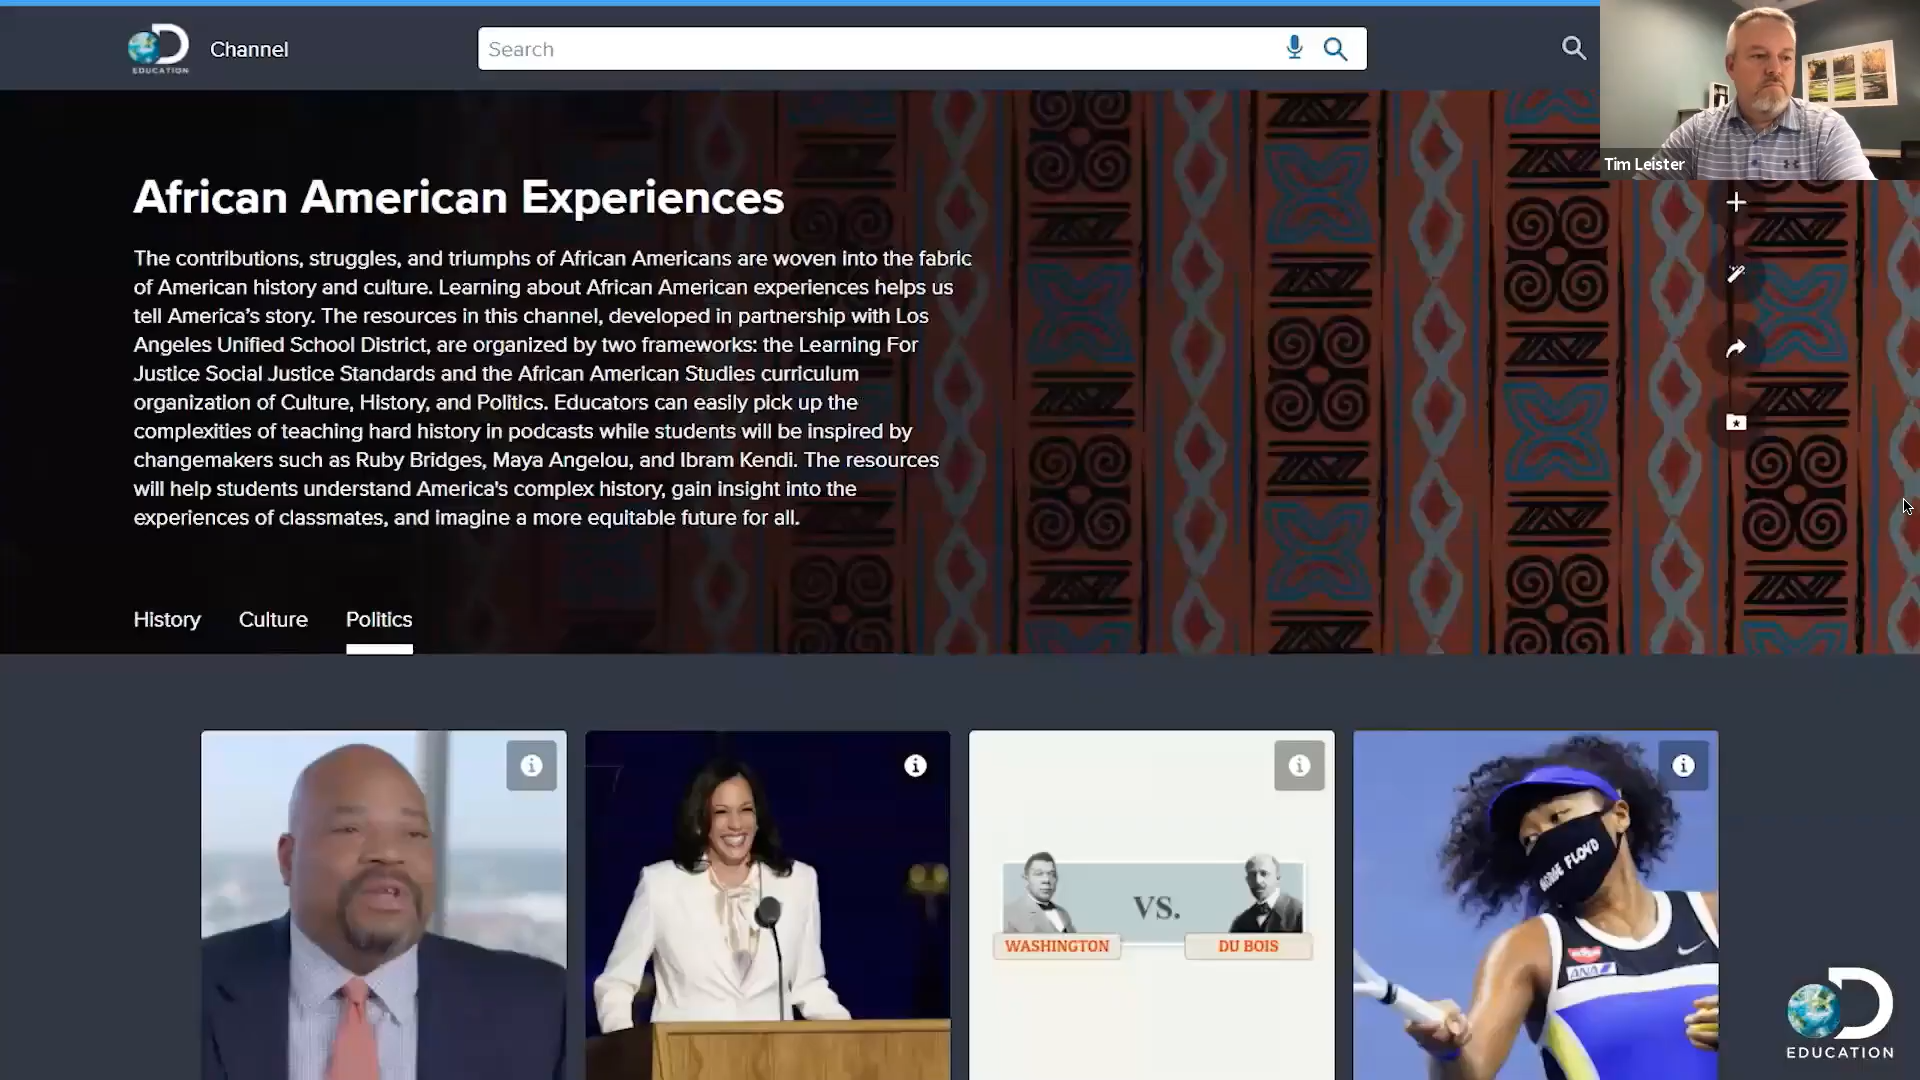 EDUCATION
Channel
Search
Tim Leister
African American Experiences
The contributions, struggles, and triumphs of African Americans are woven into the fabric
of American history and culture. Learning about African American experiences helps us
tell America’s story. The resources in this channel, developed in partnership with Los
Angeles Unified School District, are organized by two frameworks: the Learning For
Justice Social Justice Standards and the African American Studies curriculum
organization of Culture, History, and Politics. Educators can easily pick up the
complexities of teaching hard history in podcasts while students will be inspired by
changemakers such as Ruby Bridges, Maya Angelou, and Ibram Kendi. The resources
will help students understand America's complex history, gain insight into the
experiences of classmates, and imagine a more equitable future for all.
History Culture Politics
VS.
WASHINGTON DU BOIS
FLOYD
ANA
EDUCATION